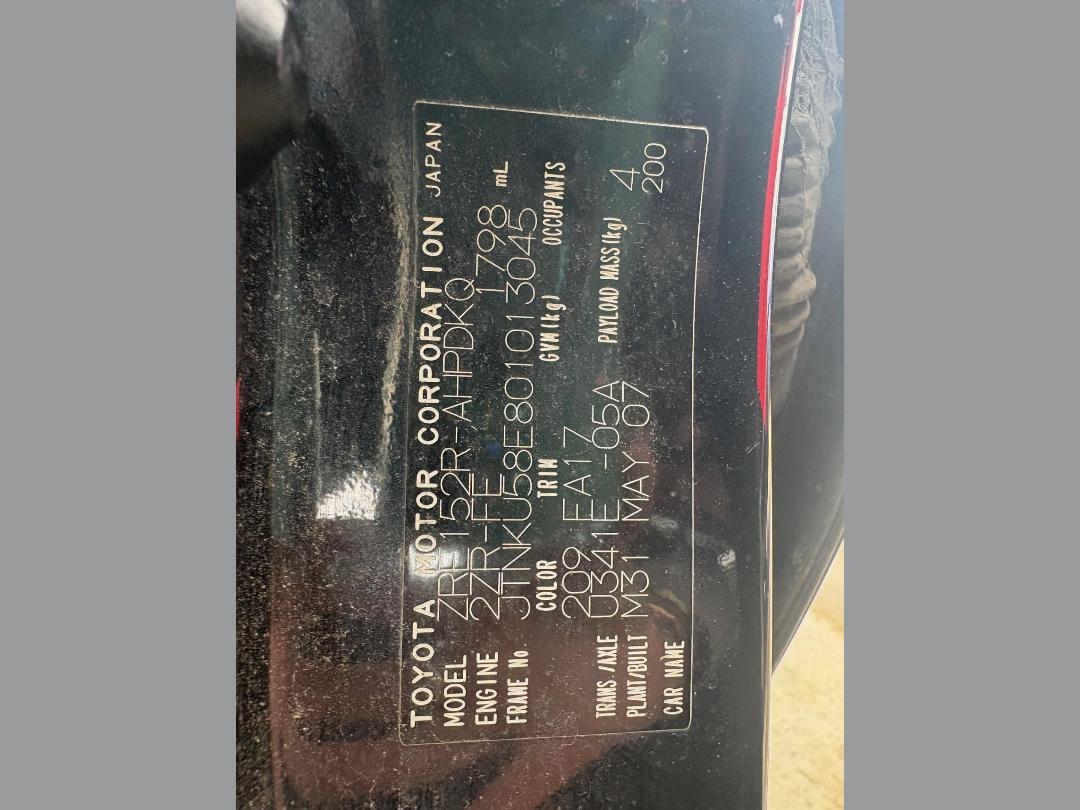 TOYOTA MOTOR CORPORATION JAPAN
MODEL ZRE152R-AHPDKQ
ENGINE 2ZR-FE 1798 mL
FRAME No JTNKU58E801013045
COLOR TRIM GVM(kg) OCCUPANTS
209 EA17
TRANS./AXLE U341E -05A PAYLOAD MASS(kg) 4
PLANT/BUILT M31 MAY 07 200
CAR NAME